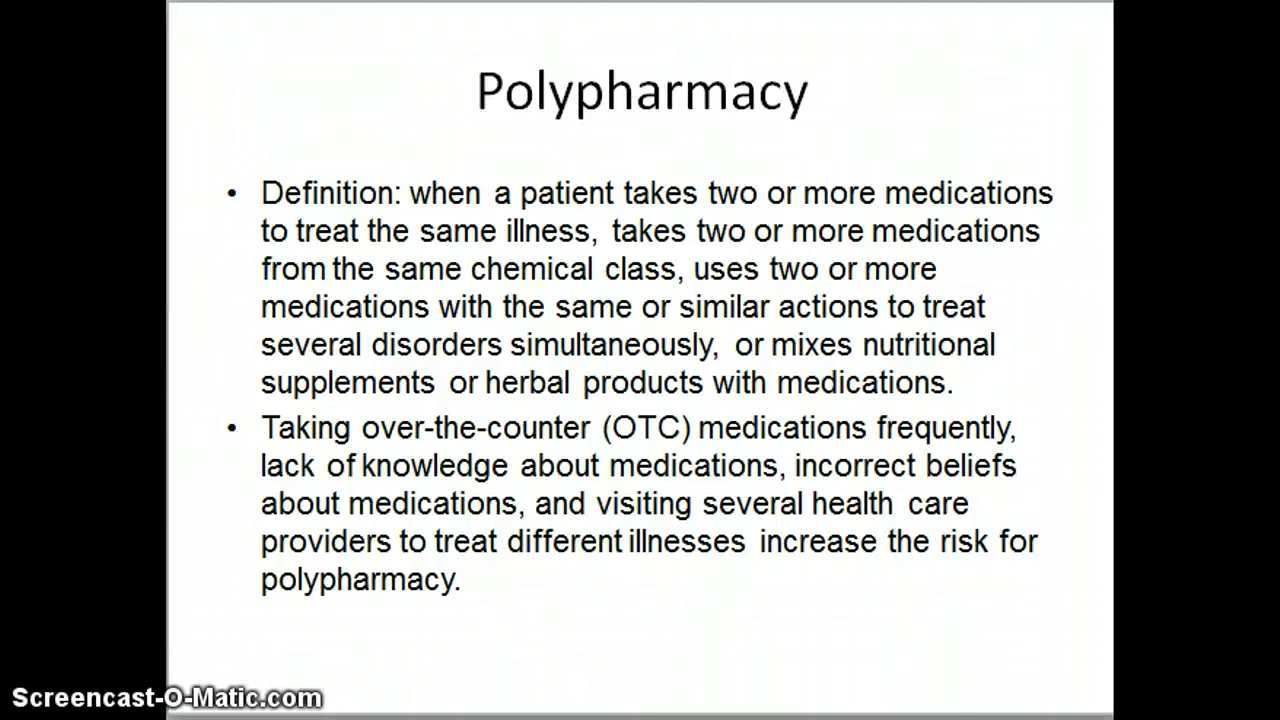 Polypharmacy
• Definition: when a patient takes two or more medications
to treat the same illness, takes two or more medications
from the same chemical class, uses two or more
medications with the same or similar actions to treat
several disorders simultaneously, or mixes nutritional
supplements or herbal products with medications.
• Taking over-the-counter (OTC) medications frequently,
lack of knowledge about medications, incorrect beliefs
about medications, and visiting several health care
providers to treat different illnesses increase the risk for
polypharmacy.
Screencast-O-Matic.com